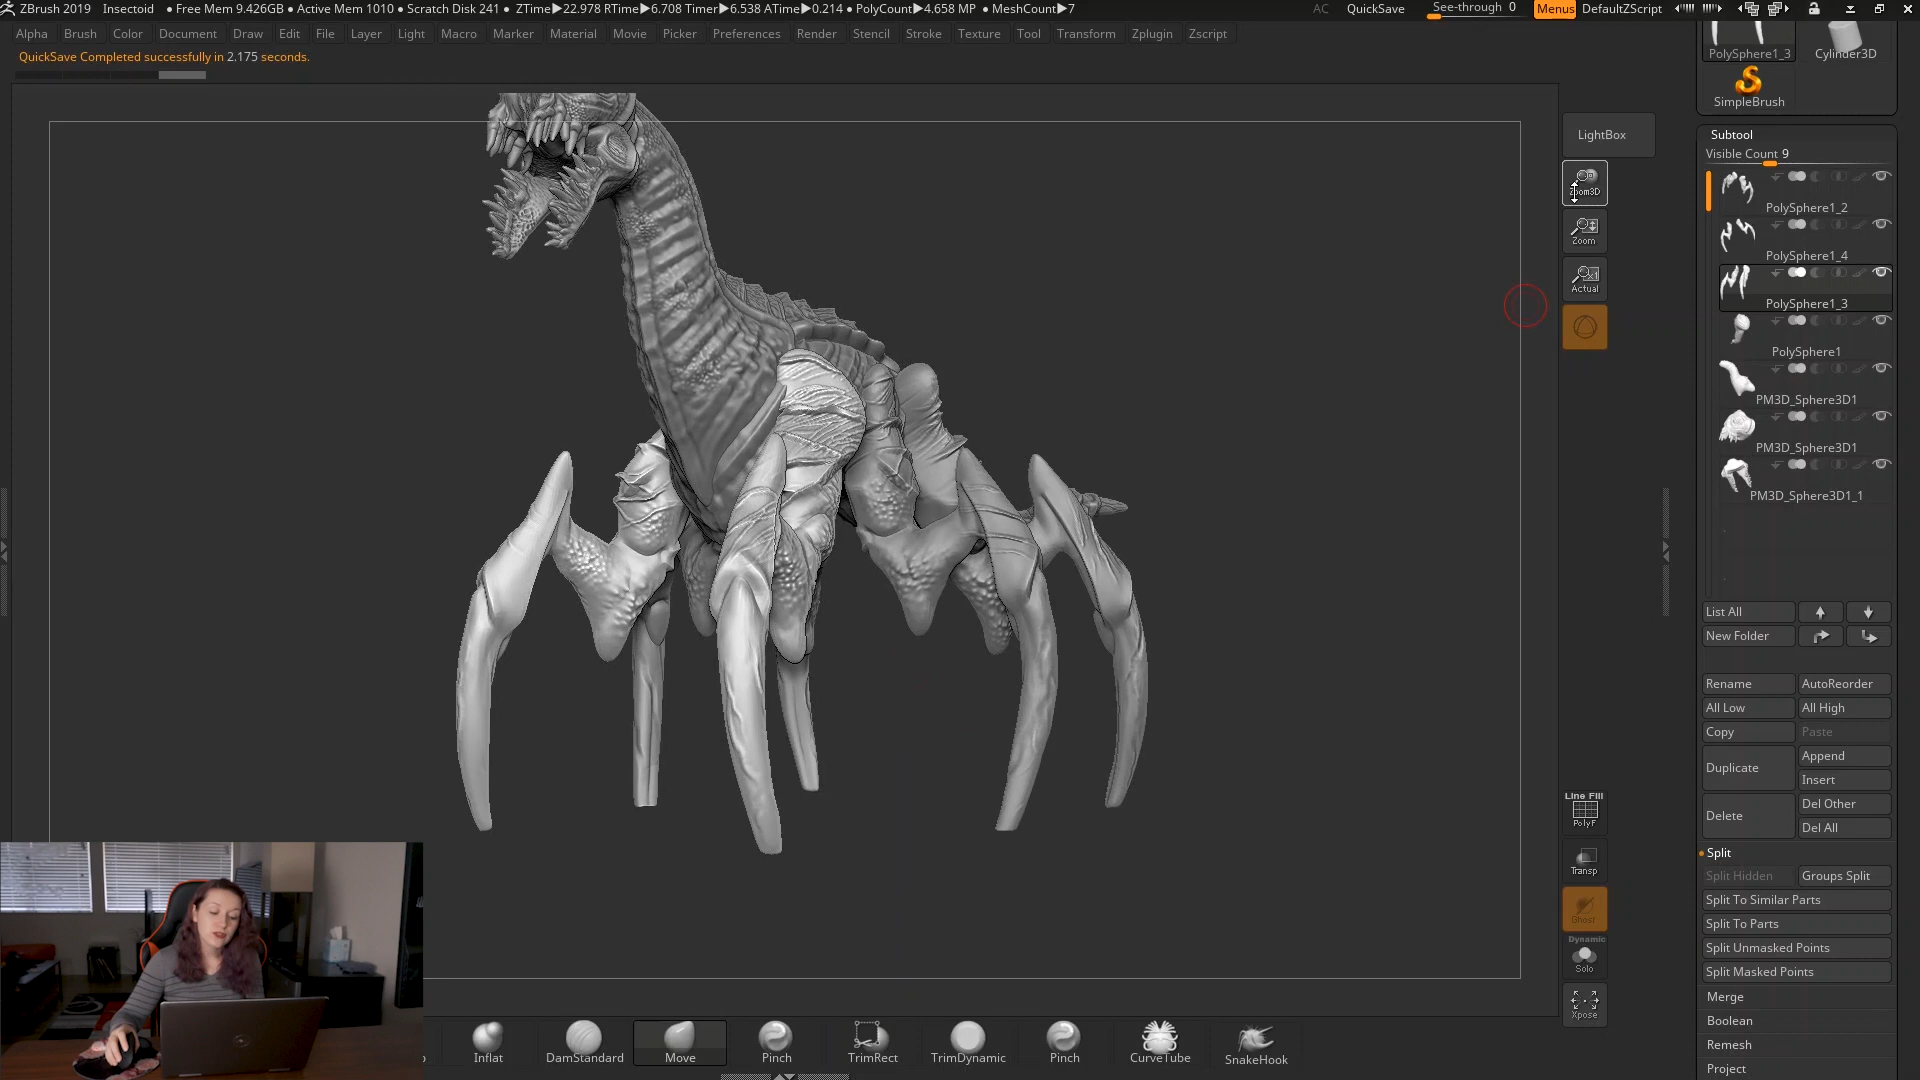 ZBrush 2019 Insectoid ● Free Mem 9.426GB ● Active Mem 1010 ● Scratch Disk 241 ● ZTime▶22.978 RTime▶6.708 Timer▶6.538 ATime▶0.214 ● PolyCount▶4.658 MP ● MeshCount▶7 AC QuickSave See-through 0 Menus DefaultZScript
Alpha Brush Color Document Draw Edit File Layer Light Macro Marker Material Movie Picker Preferences Render Stencil Stroke Texture Tool Transform Zplugin Zscript
QuickSave Completed successfully in 2.175 seconds.
PolySphere1_3 Cylinder3D
SimpleBrush
LightBox
Zoom3D
Zoom
Actual
Line Fill
PolyF
Transp
Ghost
Dynamic
Solo
Xpose
Subtool
Visible Count 9
PolySphere1_2
PolySphere1_4
PolySphere1_3
PolySphere1
PM3D_Sphere3D1
PM3D_Sphere3D1
PM3D_Sphere3D1_1
List All
New Folder
Rename AutoReorder
All Low All High
Copy Paste
Duplicate Append
Insert
Delete Del Other
Del All
Split
Split Hidden Groups Split
Split To Similar Parts
Split To Parts
Split Unmasked Points
Split Masked Points
Merge
Boolean
Remesh
Project
Inflat DamStandard Move Pinch TrimRect TrimDynamic Pinch CurveTube SnakeHook